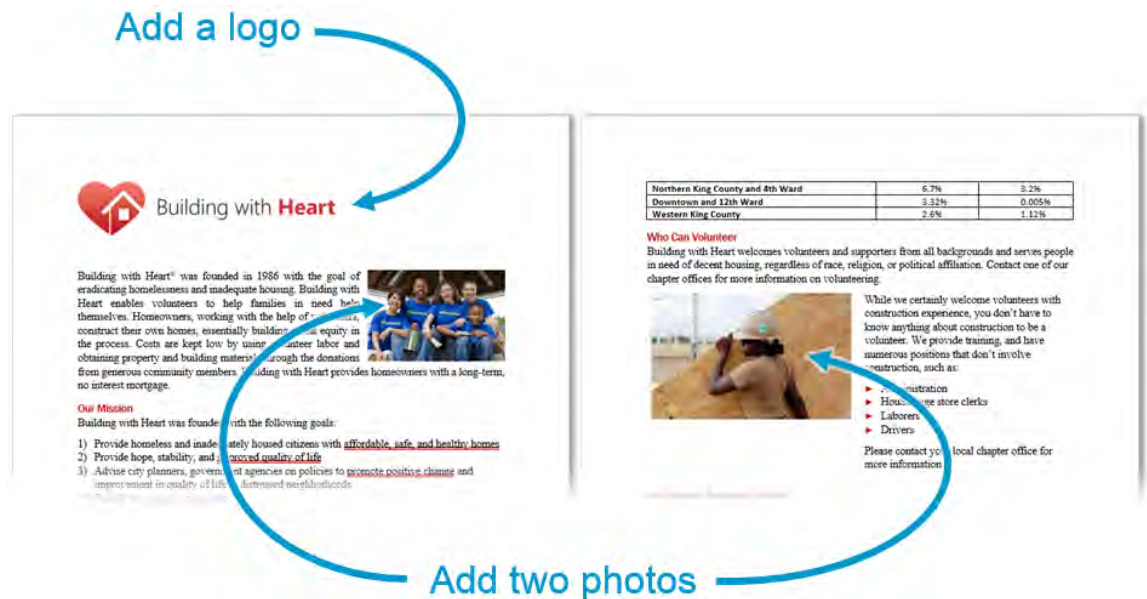 Add a logo
Building with Heart
Building with Heart® was founded in 1986 with the goal of
eradicating homelessness and inadequate housing. Building with
Heart enables volunteers to help families in need help
themselves. Homeowners, working with the help of
construct their own homes, essentially building equity in
the process. Costs are kept low by using labor and
obtaining property and building through the donations
from generous community members. Building with Heart provides homeowners with a long-term,
no interest mortgage.
Our Mission
Building with Heart was founded with the following goals:
1) Provide homeless and inadequately housed citizens with affordable, safe, and healthy homes
2) Provide hope, stability, and improved quality of life
3) Advise city planners, government agencies on policies to promote positive change and
improvement in quality of life in distressed neighborhoods
Northern King County and 4th Ward 6.7% 3.2%
Downtown and 12th Ward 3.32% 0.005%
Western King County 2.6% 1.12%
Who Can Volunteer
Building with Heart welcomes volunteers and supporters from all backgrounds and serves people
in need of decent housing, regardless of race, religion, or political affiliation. Contact one of our
chapter offices for more information on volunteering.
While we certainly welcome volunteers with
construction experience, you don't have to
know anything about construction to be a
volunteer. We provide training, and have
numerous positions that don't involve
construction, such as:
► Administration
► store clerks
► Laborers
► Drivers
Please contact your local chapter office for
more information
Add two photos